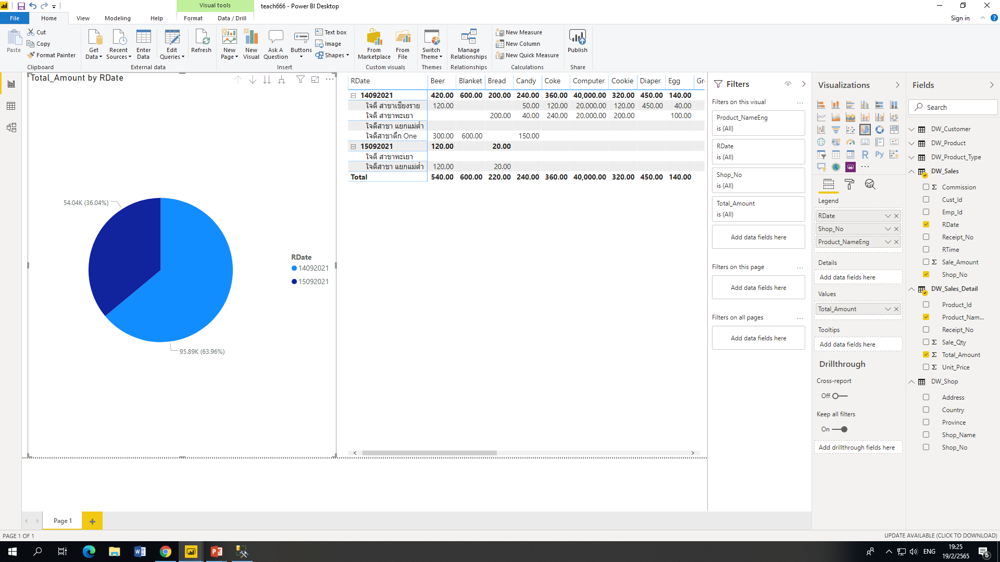 Visual tools
teach666 - Power BI Desktop
File Home View Modeling Help Format Data / Drill
Sign in
Paste
Cut
Copy
Format Painter
Clipboard
Get Data
Recent Sources
Enter Data
Edit Queries
External data
Refresh
New Page
New Visual
Ask A Question
Buttons
Text box
Image
Shapes
Insert
From Marketplace
From File
Custom visuals
Switch Theme
Themes
Manage Relationships
Relationships
New Measure
New Column
New Quick Measure
Calculations
Publish
Share
Total_Amount by RDate
54.04K (36.04%)
95.89K (63.96%)
RDate
14092021
15092021
RDate Beer Blanket Bread Candy Coke Computer Cookie Diaper Egg Gr
14092021 420.00 600.00 200.00 240.00 360.00 40,000.00 320.00 450.00 140.00
ใจดี สาขาเชียงราย 120.00 50.00 120.00 20,000.00 120.00 450.00 40.00
ใจดี สาขาพะเยา 200.00 40.00 240.00 20,000.00 200.00 100.00
ใจดีสาขา แยกแม่ต๋ำ
ใจดีสาขาตึก One 300.00 600.00 150.00
15092021 120.00 20.00
ใจดี สาขาพะเยา
ใจดีสาขา แยกแม่ต๋ำ 120.00 20.00
Total 540.00 600.00 220.00 240.00 360.00 40,000.00 320.00 450.00 140.00
Filters
Filters on this visual
Product_NameEng
is (All)
RDate
is (All)
Shop_No
is (All)
Total_Amount
is (All)
Add data fields here
Filters on this page
Add data fields here
Filters on all pages
Add data fields here
Visualizations
R Py
Legend
RDate
Shop_No
Product_NameEng
Details
Add data fields here
Values
Total_Amount
Tooltips
Add data fields here
Drillthrough
Cross-report
Off
Keep all filters
On
Add drillthrough fields here
Fields
Search
DW_Customer
DW_Product
DW_Product_Type
DW_Sales
Commission
Cust_Id
Emp_Id
RDate
Receipt_No
RTime
Sale_Amount
Shop_No
DW_Sales_Detail
Product_Id
Product_Nam...
Receipt_No
Sale_Qty
Total_Amount
Unit_Price
DW_Shop
Address
Country
Province
Shop_Name
Shop_No
Page 1
PAGE 1 OF 1
UPDATE AVAILABLE (CLICK TO DOWNLOAD)
ENG
19:25
19/2/2565
6